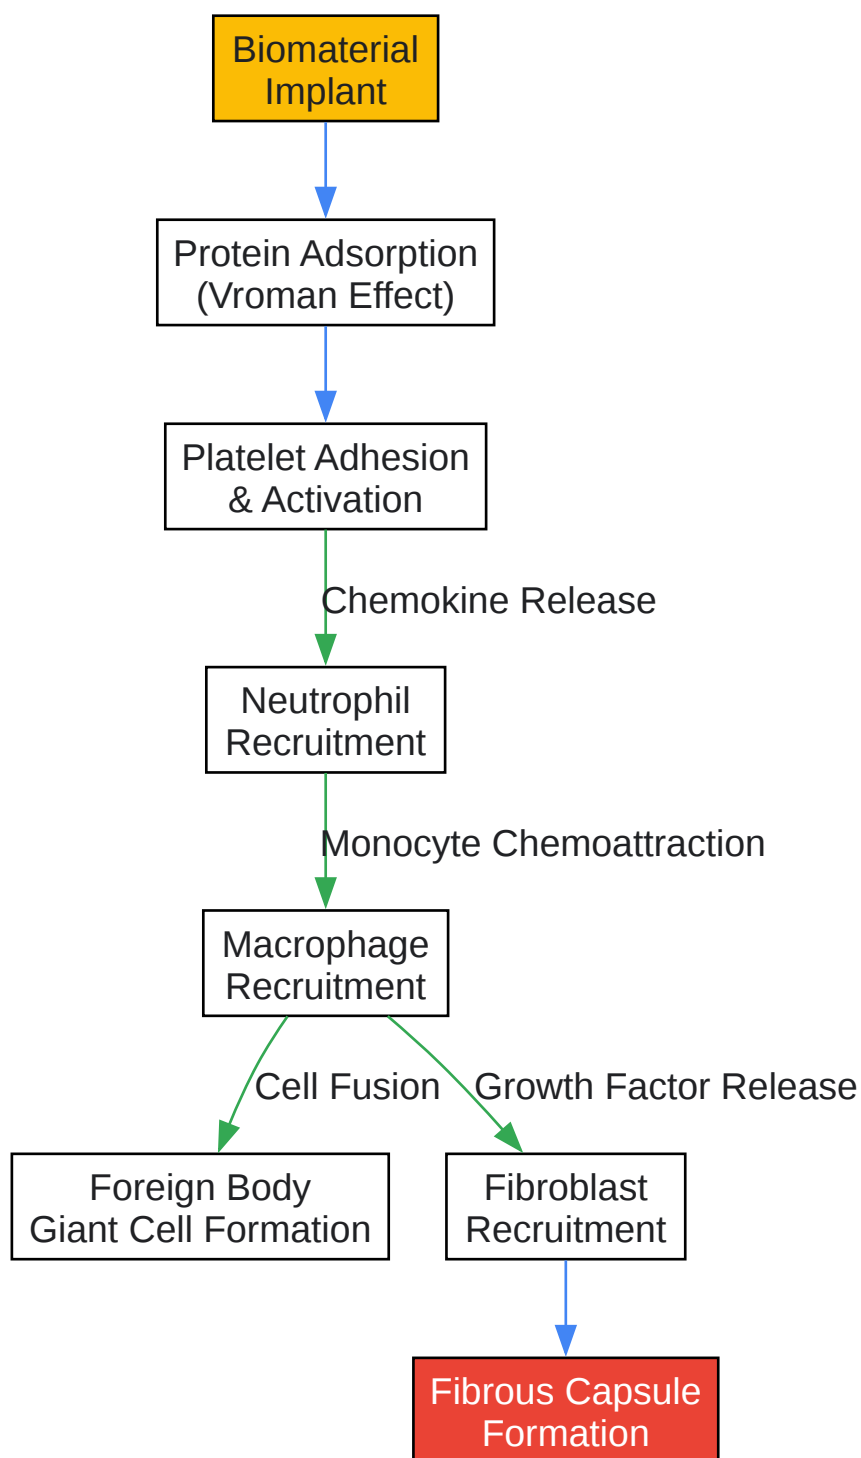 Biomaterial
Implant
Protein Adsorption
(Vroman Effect)
Platelet Adhesion
& Activation
Chemokine Release
Neutrophil
Recruitment
Monocyte Chemoattraction
Macrophage
Recruitment
Cell Fusion
Growth Factor Release
Foreign Body
Giant Cell Formation
Fibroblast
Recruitment
Fibrous Capsule
Formation